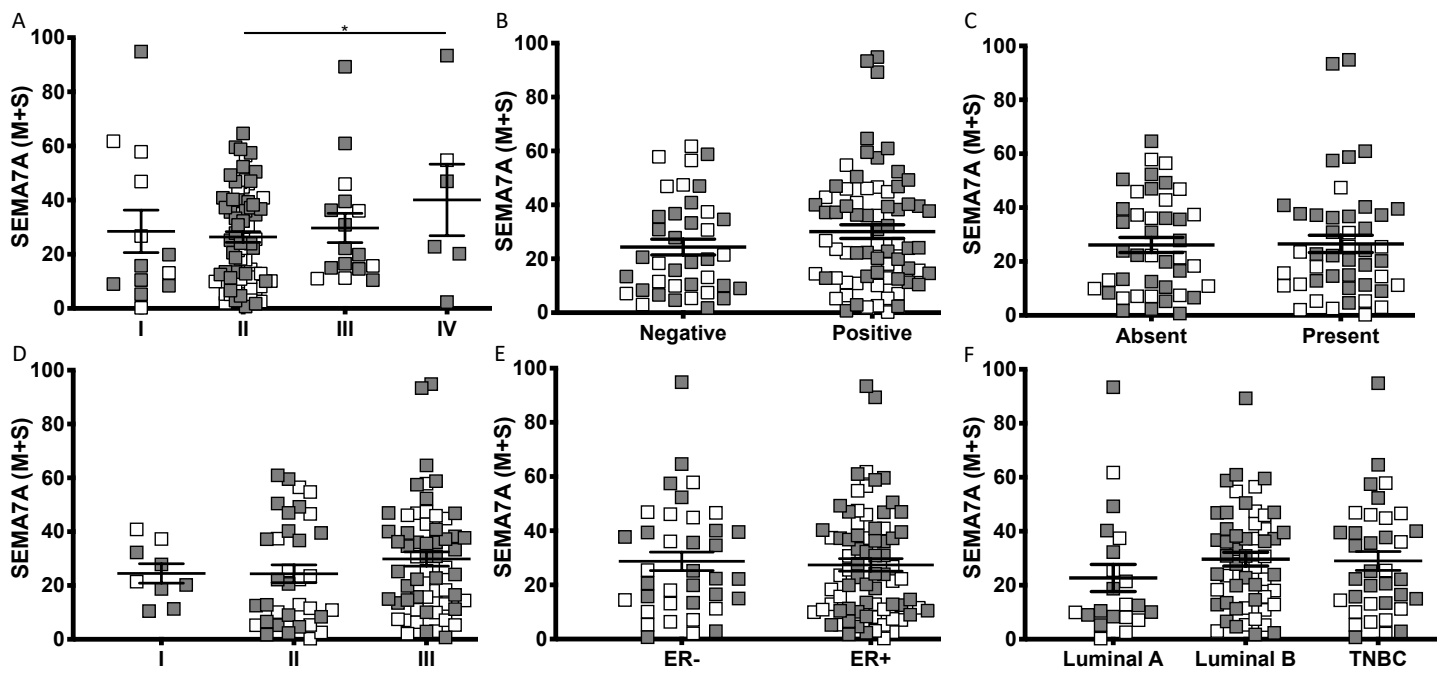 A
SEMA7A (M+S)
100
80
60
40
20
0
*
I II III IV
B
SEMA7A (M+S)
100
80
60
40
20
0
Negative Positive
C
SEMA7A (M+S)
100
80
60
40
20
0
Absent Present
D
SEMA7A (M+S)
100
80
60
40
20
0
I II III
E
SEMA7A (M+S)
100
80
60
40
20
0
ER- ER+
F
SEMA7A (M+S)
100
80
60
40
20
0
Luminal A Luminal B TNBC